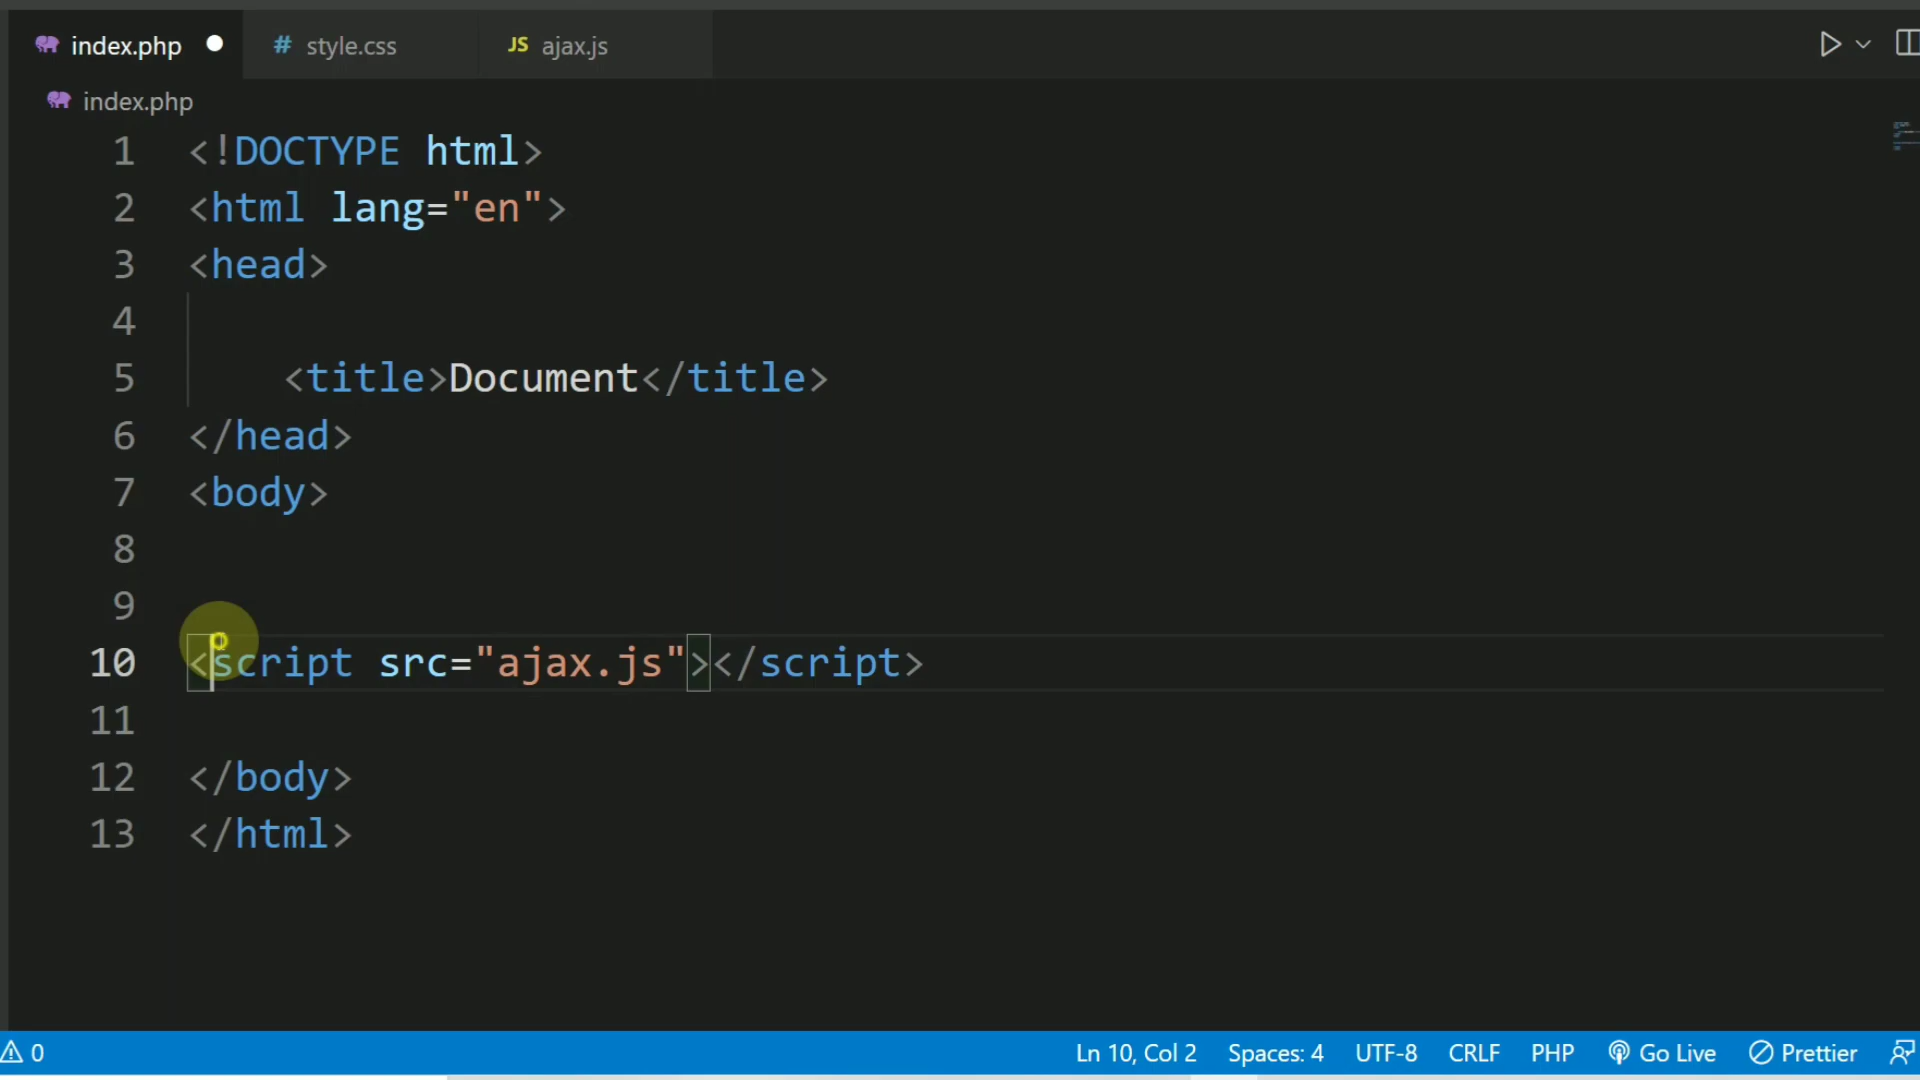 index.php
# style.css
JS ajax.js
index.php
1 <!DOCTYPE html>
2 <html lang="en">
3 <head>
4
5 <title>Document</title>
6 </head>
7 <body>
8
9
10 <script src="ajax.js"></script>
11
12 </body>
13 </html>
0 Ln 10, Col 2 Spaces: 4 UTF-8 CRLF PHP Go Live Prettier